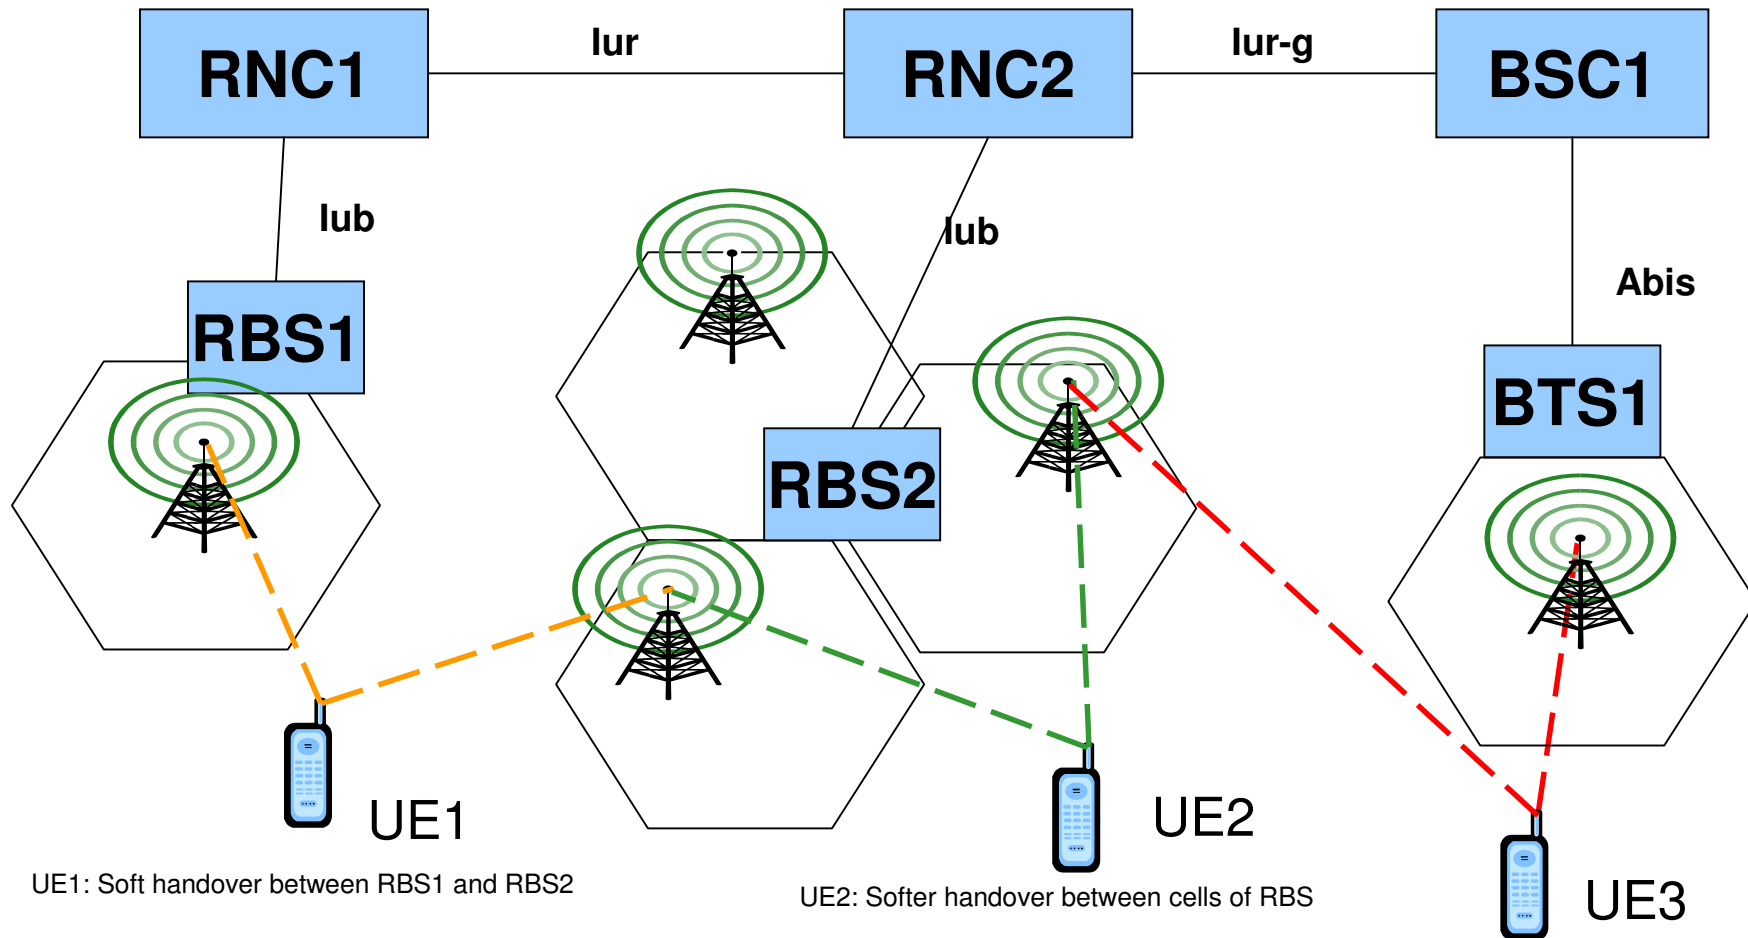 RNC1
Iur
RNC2
Iur-g
BSC1
Iub
Iub
Abis
RBS1
RBS2
BTS1
UE1
UE2
UE3
UE1: Soft handover between RBS1 and RBS2
UE2: Softer handover between cells of RBS